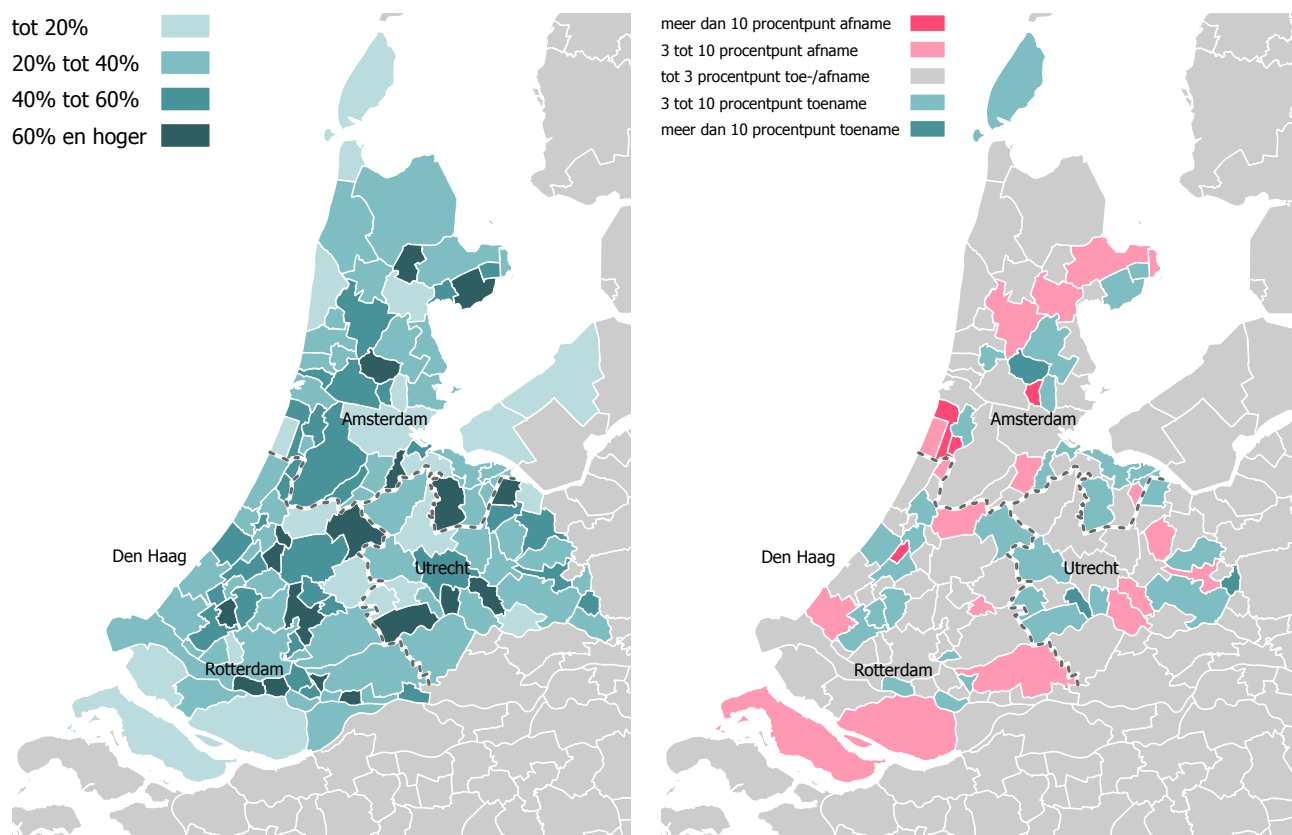 tot 20%
20% tot 40%
40% tot 60%
60% en hoger
Amsterdam
Den Haag
Utrecht
Rotterdam
meer dan 10 procentpunt afname
3 tot 10 procentpunt afname
tot 3 procentpunt toe-/afname
3 tot 10 procentpunt toename
meer dan 10 procentpunt toename
Amsterdam
Den Haag
Utrecht
Rotterdam